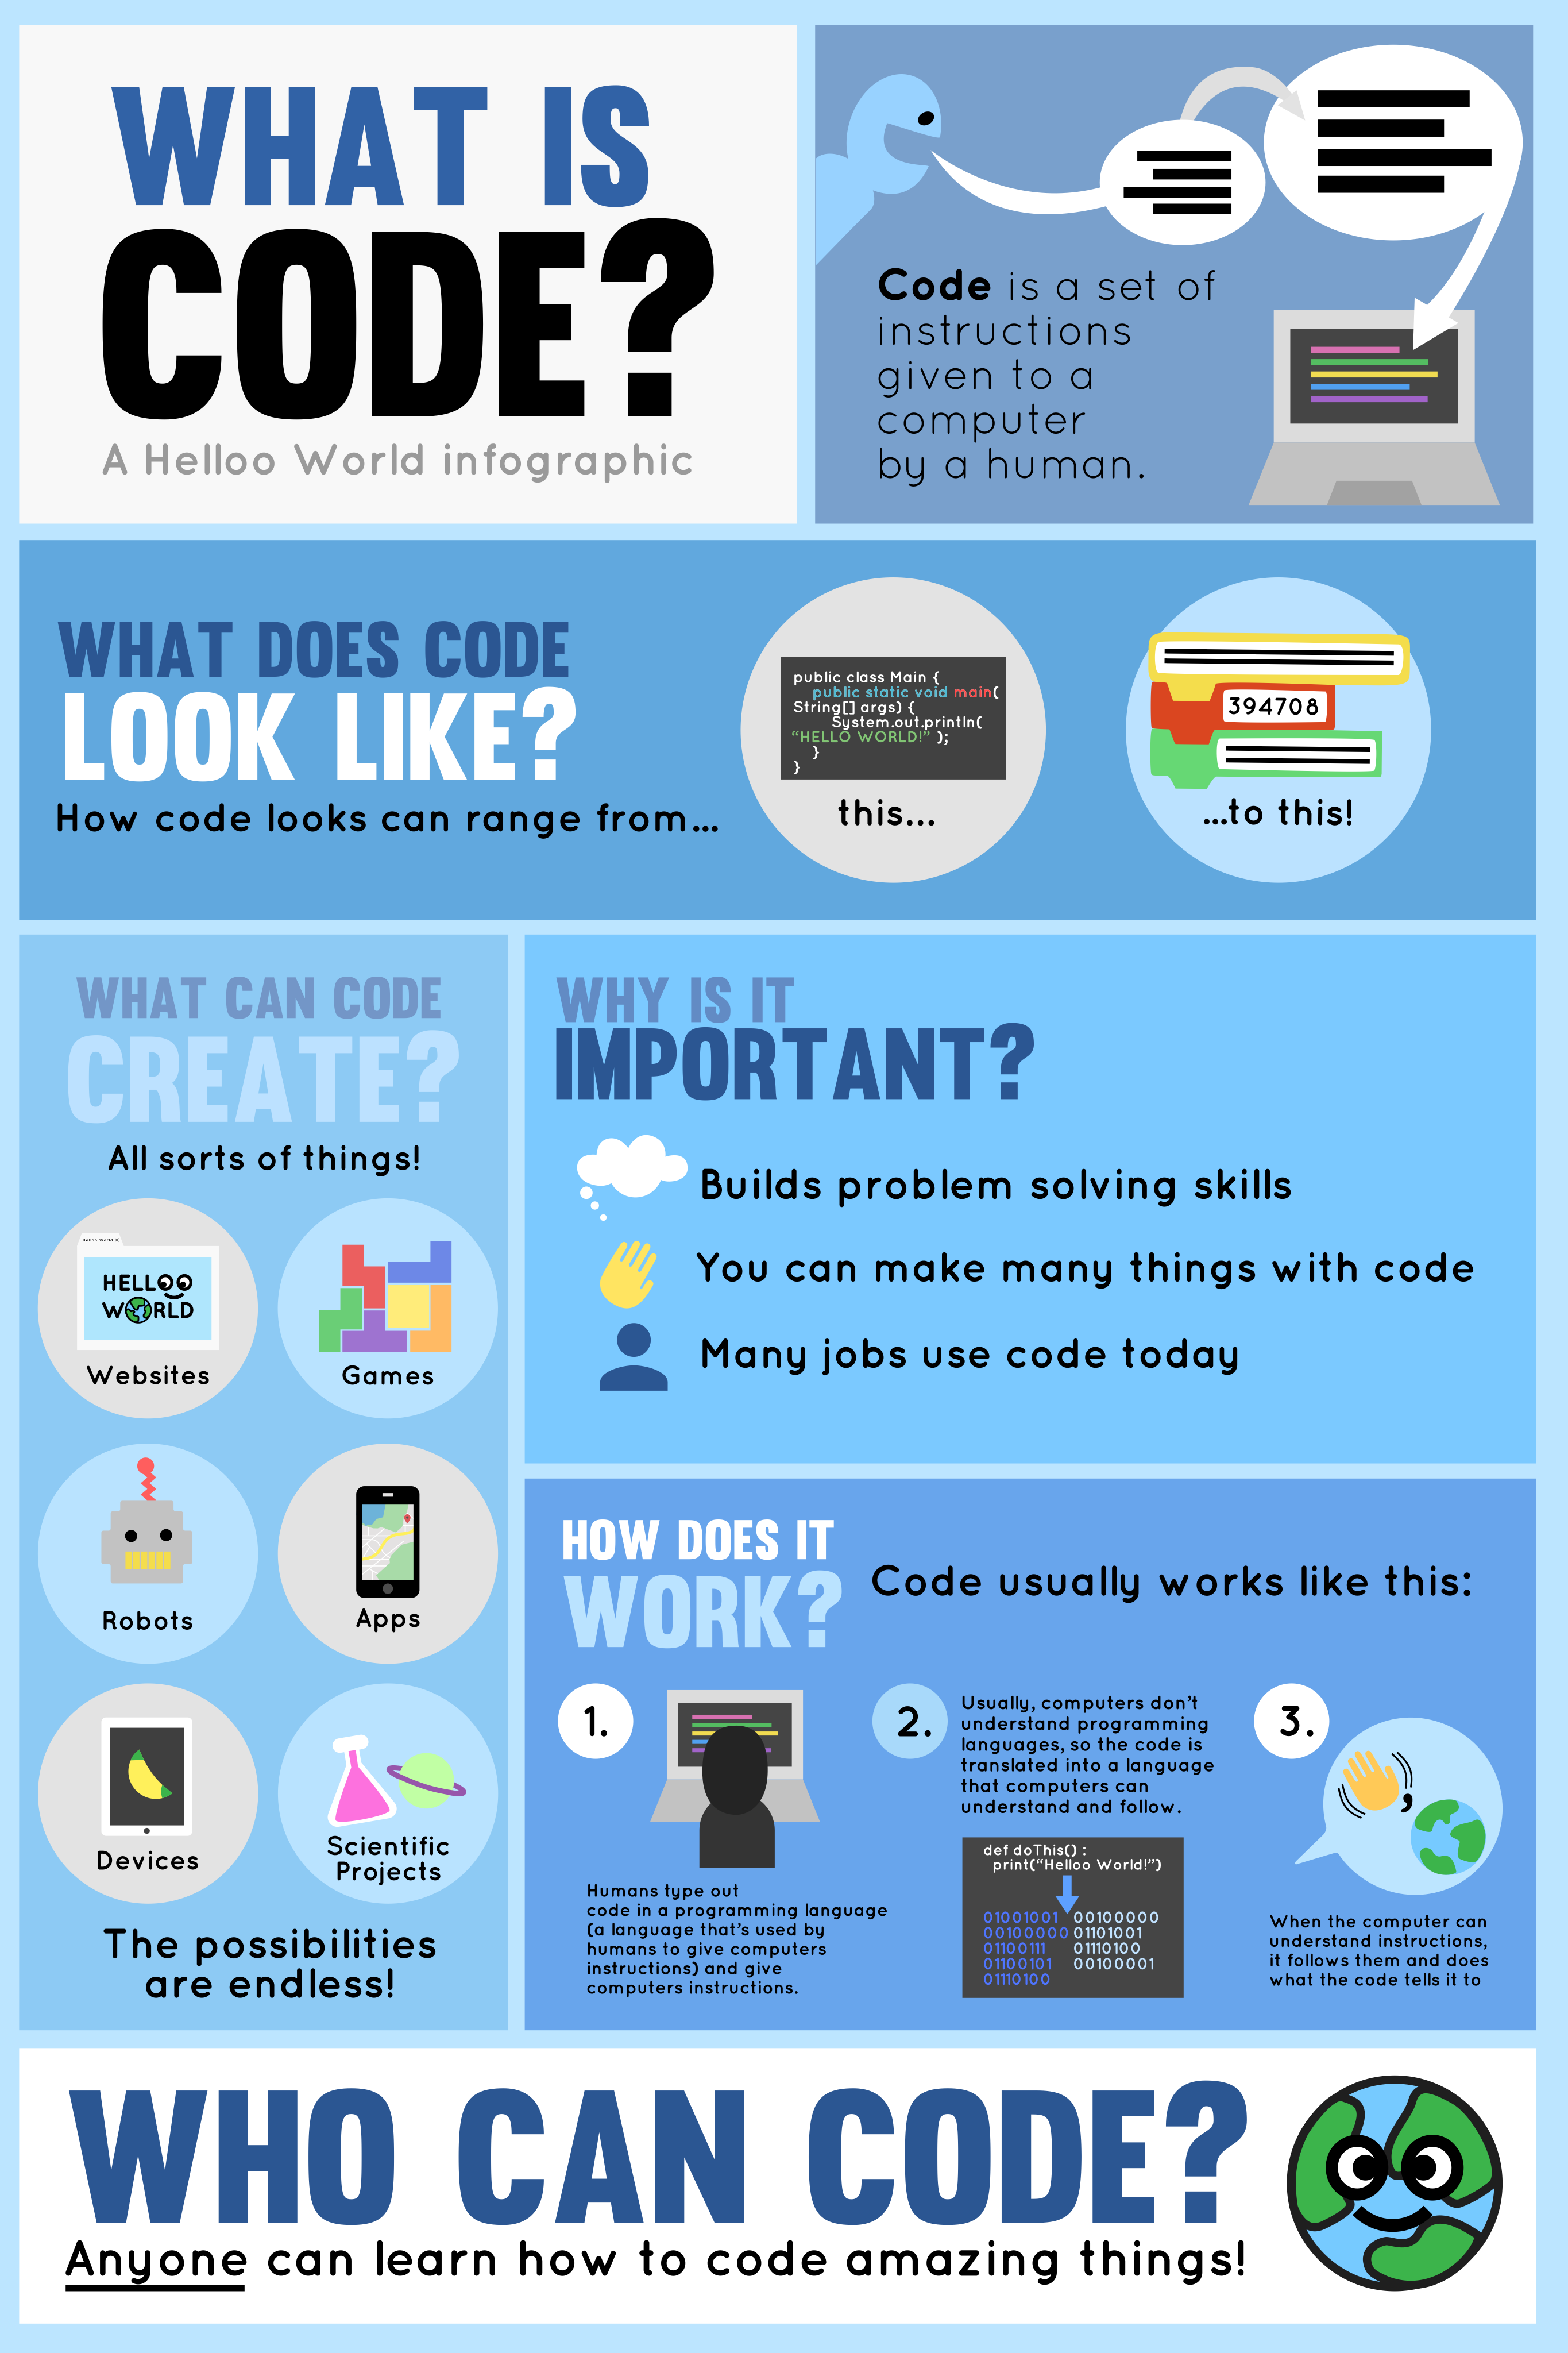 WHAT IS
CODE?
A Helloo World infographic
Code is a set of
instructions
given to a
computer
by a human.
WHAT DOES CODE
LOOK LIKE?
How code looks can range from...
public class Main {
public static void main(
String[] args) {
System.out.println(
“HELLO WORLD!” );
}
}
this...
394708
...to this!
WHAT CAN CODE
CREATE?
All sorts of things!
Helloo World X
HELLOO
WORLD
Websites
Games
Robots
Apps
Devices
Scientific
Projects
The possibilities
are endless!
WHY IS IT
IMPORTANT?
Builds problem solving skills
You can make many things with code
Many jobs use code today
HOW DOES IT
WORK?
Code usually works like this:
1.
Humans type out
code in a programming language
(a language that’s used by
humans to give computers
instructions) and give
computers instructions.
2.
Usually, computers don’t
understand programming
languages, so the code is
translated into a language
that computers can
understand and follow.
def doThis() :
print(“Helloo World!”)
01001001 00100000
00100000 01101001
01100111 01110100
01100101 00100001
01110100
3.
,
When the computer can
understand instructions,
it follows them and does
what the code tells it to
WHO CAN CODE?
Anyone can learn how to code amazing things!